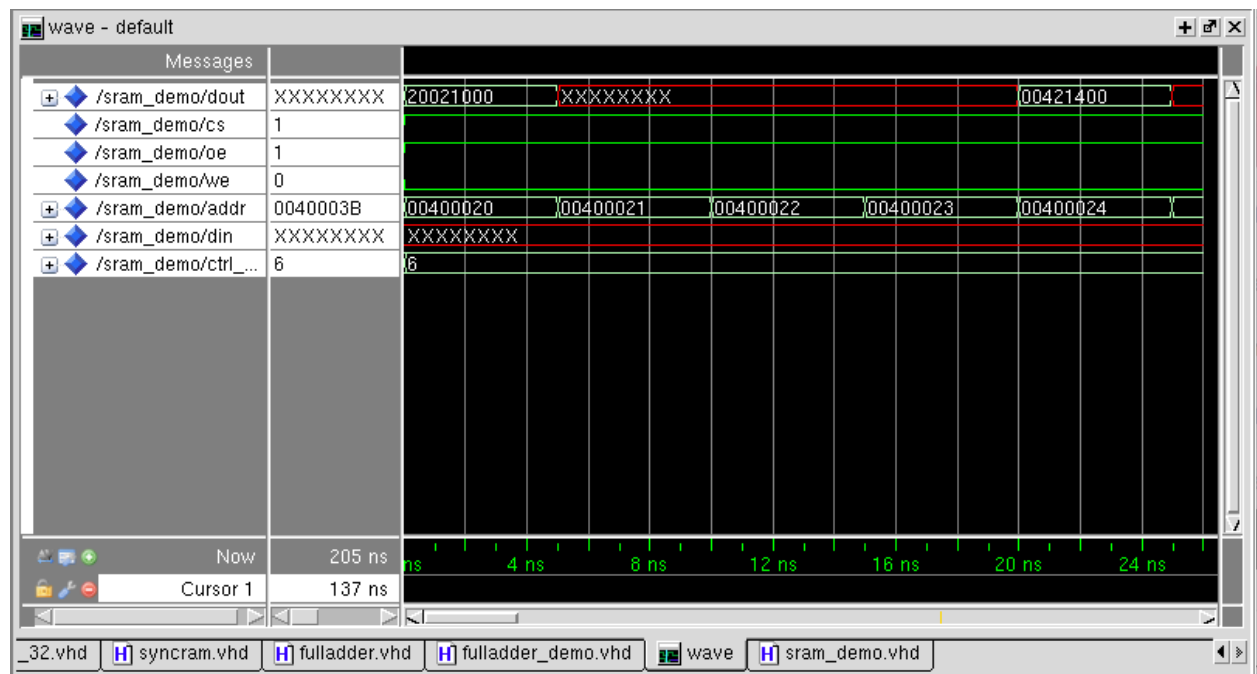 wave - default
Messages
/sram_demo/dout XXXXXXXX 20021000 XXXXXXXX 00421400
/sram_demo/cs 1
/sram_demo/oe 1
/sram_demo/we 0
/sram_demo/addr 0040003B 00400020 00400021 00400022 00400023 00400024
/sram_demo/din XXXXXXXX XXXXXXXX
/sram_demo/ctrl_... 6 6
Now 205 ns ns 4 ns 8 ns 12 ns 16 ns 20 ns 24 ns
Cursor 1 137 ns
_32.vhd H syncram.vhd H fulladder.vhd H fulladder_demo.vhd wave H sram_demo.vhd